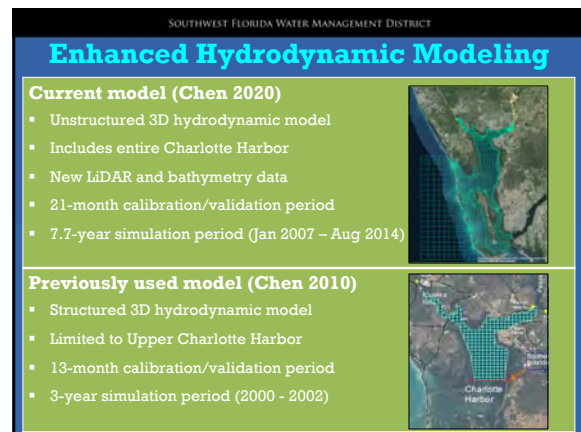 SOUTHWEST FLORIDA WATER MANAGEMENT DISTRICT
Enhanced Hydrodynamic Modeling
Current model (Chen 2020)
▪ Unstructured 3D hydrodynamic model
▪ Includes entire Charlotte Harbor
▪ New LiDAR and bathymetry data
▪ 21-month calibration/validation period
▪ 7.7-year simulation period (Jan 2007 – Aug 2014)
Previously used model (Chen 2010)
▪ Structured 3D hydrodynamic model
▪ Limited to Upper Charlotte Harbor
▪ 13-month calibration/validation period
▪ 3-year simulation period (2000 - 2002)
Charlotte
Harbor